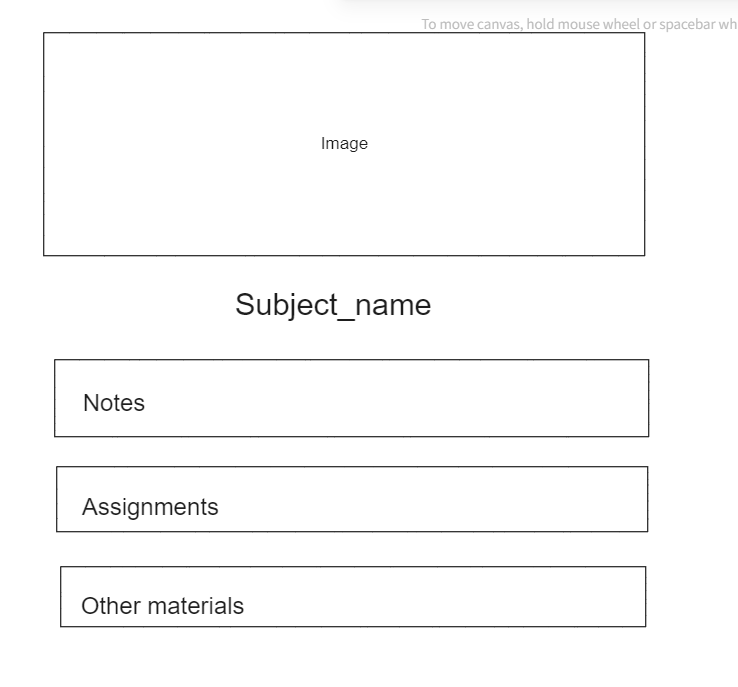 To move canvas, hold mouse wheel or spacebar wh
Image
Subject_name
Notes
Assignments
Other materials